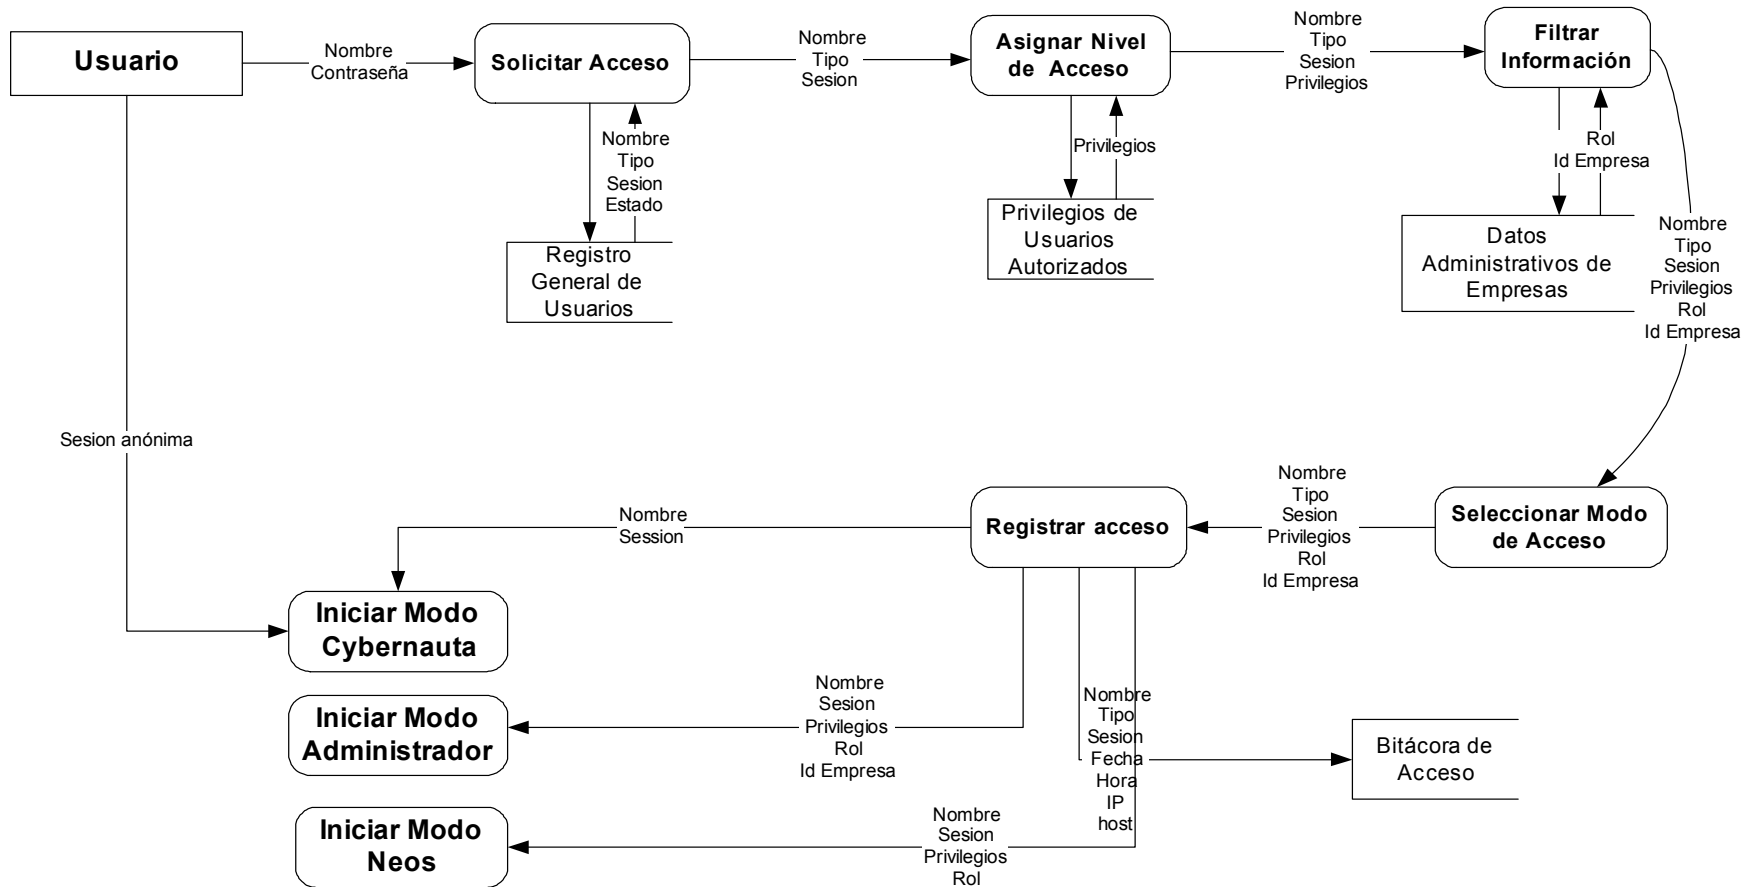 Usuario
Nombre
Contraseña
Solicitar Acceso
Nombre
Tipo
Sesion
Asignar Nivel
de Acceso
Nombre
Tipo
Sesion
Privilegios
Filtrar
Información
Nombre
Tipo
Sesion
Estado
Privilegios
Rol
Id Empresa
Registro
General de
Usuarios
Privilegios de
Usuarios
Autorizados
Datos
Administrativos de
Empresas
Nombre
Tipo
Sesion
Privilegios
Rol
Id Empresa
Sesion anónima
Nombre
Session
Registrar acceso
Nombre
Tipo
Sesion
Privilegios
Rol
Id Empresa
Seleccionar Modo
de Acceso
Iniciar Modo
Cybernauta
Iniciar Modo
Administrador
Nombre
Sesion
Privilegios
Rol
Id Empresa
Nombre
Tipo
Sesion
Fecha
Hora
IP
host
Bitácora de
Acceso
Iniciar Modo
Neos
Nombre
Sesion
Privilegios
Rol